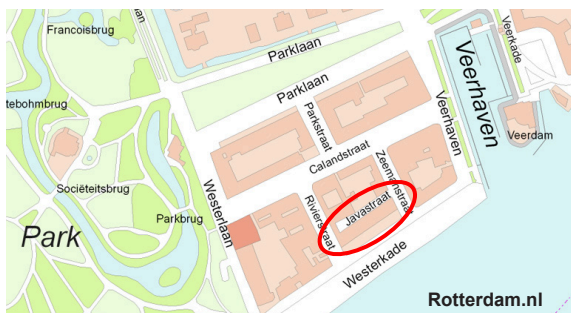 Francoisbrug
Parklaan
Veerkade
tebohmbrug
Parklaan
Veerhaven
Parkstraat
Veerhaven
Veerdam
Calandstraat
Zeemanstraat
Sociëteitsbrug
Westerlaan
Rivierstraat
Javastraat
Parkbrug
Park
Westerkade
Rotterdam.nl